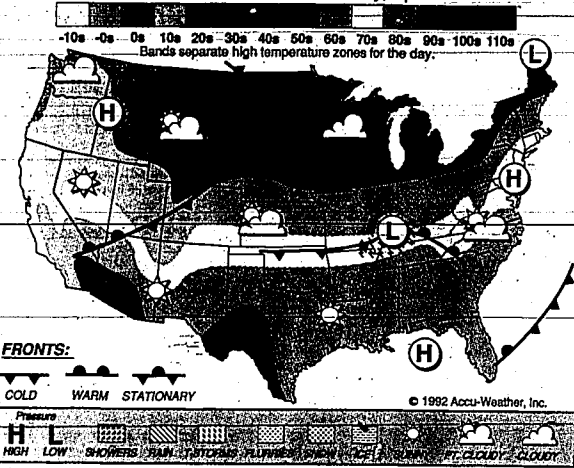 -10s -0s 0s 10s 20s 30s 40s 50s 60s 70s 80s 90s 100s 110s
Bands separate high temperature zones for the day.
L
H
H
L
H
FRONTS:
COLD WARM STATIONARY
© 1992 Accu-Weather, Inc.
Pressure
H L
HIGH LOW SHOWERS RAIN T-STORMS FLURRIES SNOW ICE SUNNY PT. CLOUDY CLOUDY